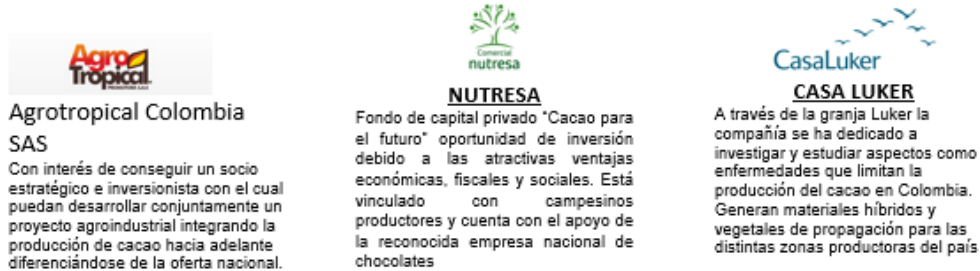 Agro
Tropical
Agrotropical Colombia
SAS
Con interés de conseguir un socio
estratégico e inversionista con el cual
puedan desarrollar conjuntamente un
proyecto agroindustrial integrando la
producción de cacao hacia adelante
diferenciándose de la oferta nacional.
Comercial
nutresa
NUTRESA
Fondo de capital privado "Cacao para
el futuro" oportunidad de inversión
debido a las atractivas ventajas
económicas, fiscales y sociales. Está
vinculado con campesinos
productores y cuenta con el apoyo de
la reconocida empresa nacional de
chocolates
CasaLuker
CASA LUKER
A través de la granja Luker la
compañía se ha dedicado a
investigar y estudiar aspectos como
enfermedades que limitan la
producción del cacao en Colombia.
Generan materiales híbridos y
vegetales de propagación para las
distintas zonas productoras del país